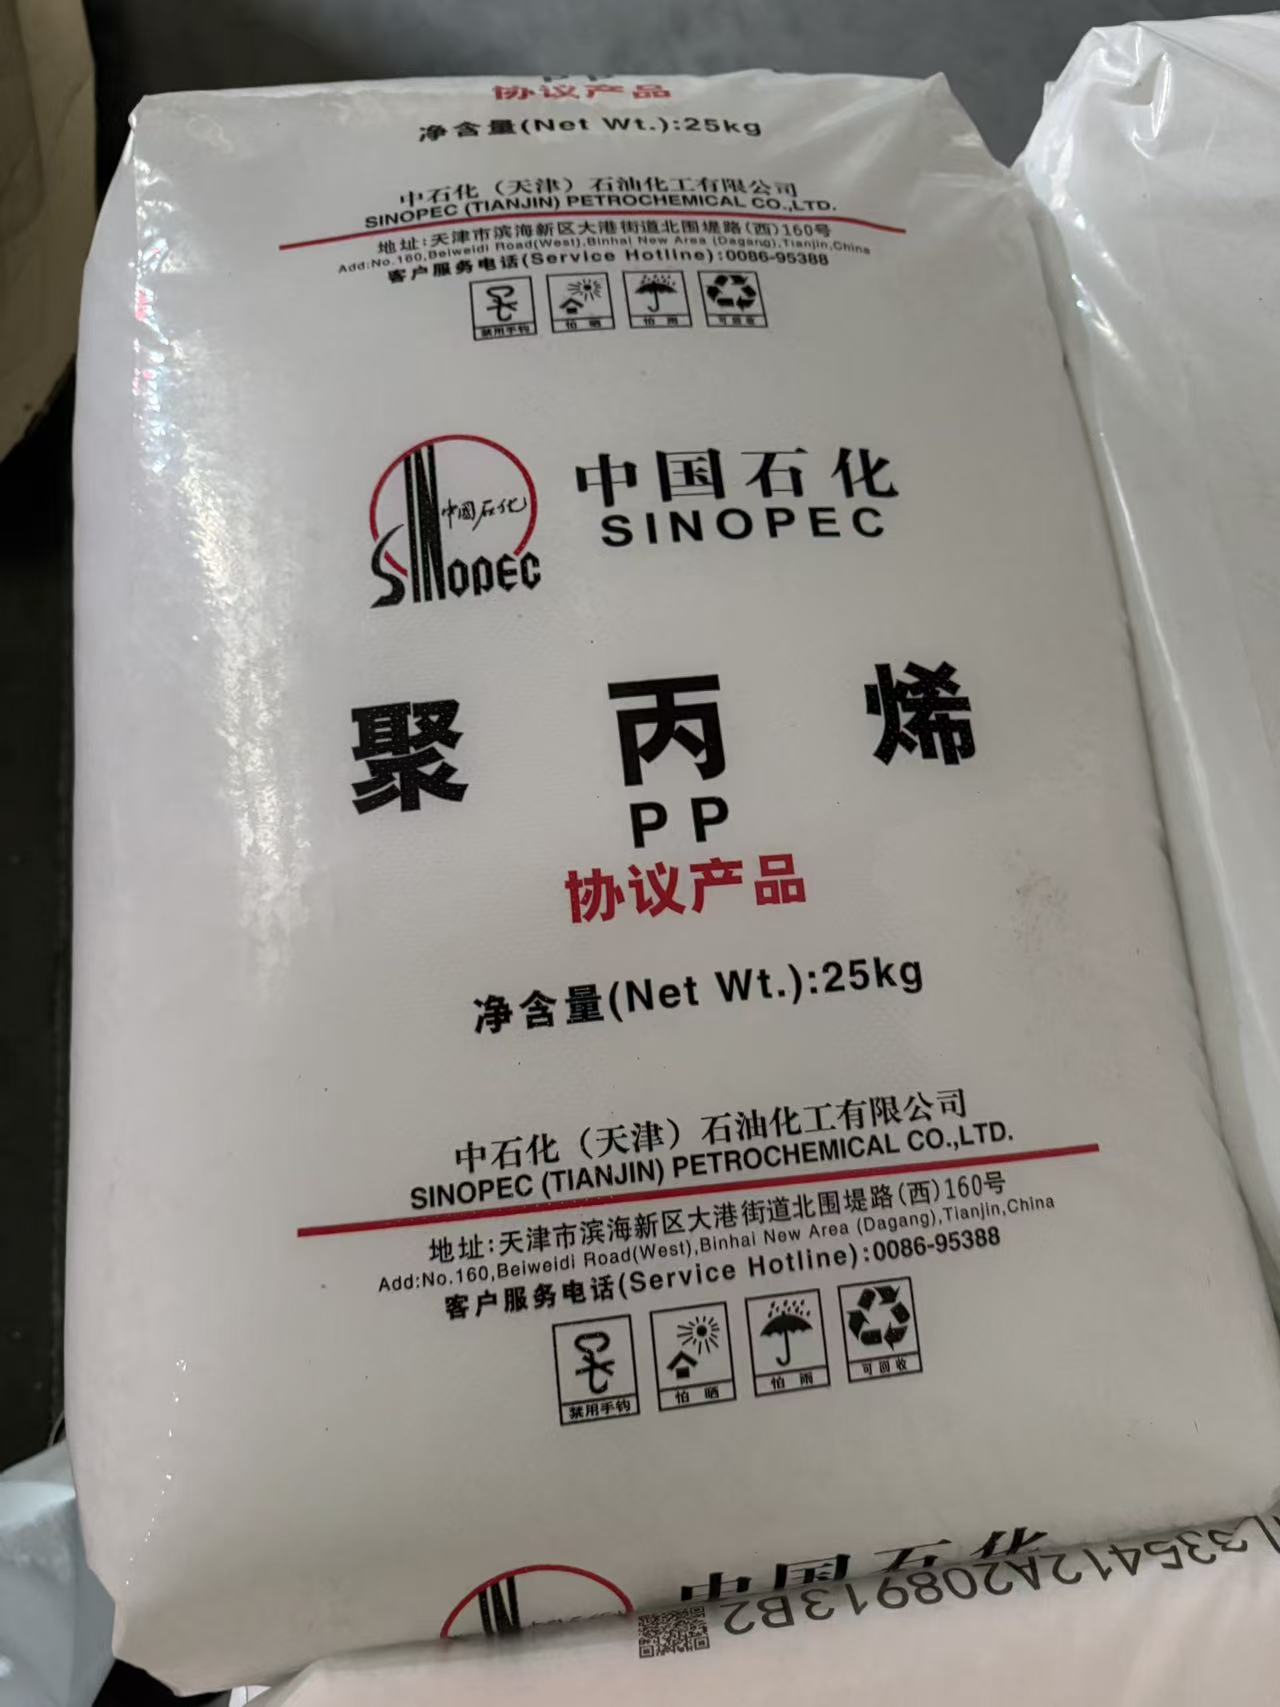 PP
协议产品
净含量(Net Wt.):25kg
中石化（天津）石油化工有限公司
SINOPEC (TIANJIN) PETROCHEMICAL CO.,LTD.
地址:天津市滨海新区大港街道北围堤路(西)160号
Add:No.160,Beiweidi Road(West),Binhai New Area (Dagang),Tianjin,China
客户服务电话(Service Hotline):0086-95388
禁用手钩 怕晒 怕雨 可回收
中国石化
SINOPEC
中国石化
SINOPEC
聚丙烯
PP
协议产品
净含量(Net Wt.):25kg
中石化（天津）石油化工有限公司
SINOPEC (TIANJIN) PETROCHEMICAL CO.,LTD.
地址:天津市滨海新区大港街道北围堤路(西)160号
Add:No.160,Beiweidi Road(West),Binhai New Area (Dagang),Tianjin,China
客户服务电话(Service Hotline):0086-95388
禁用手钩 怕晒 怕雨 可回收
中国石化
L335412A208913B2